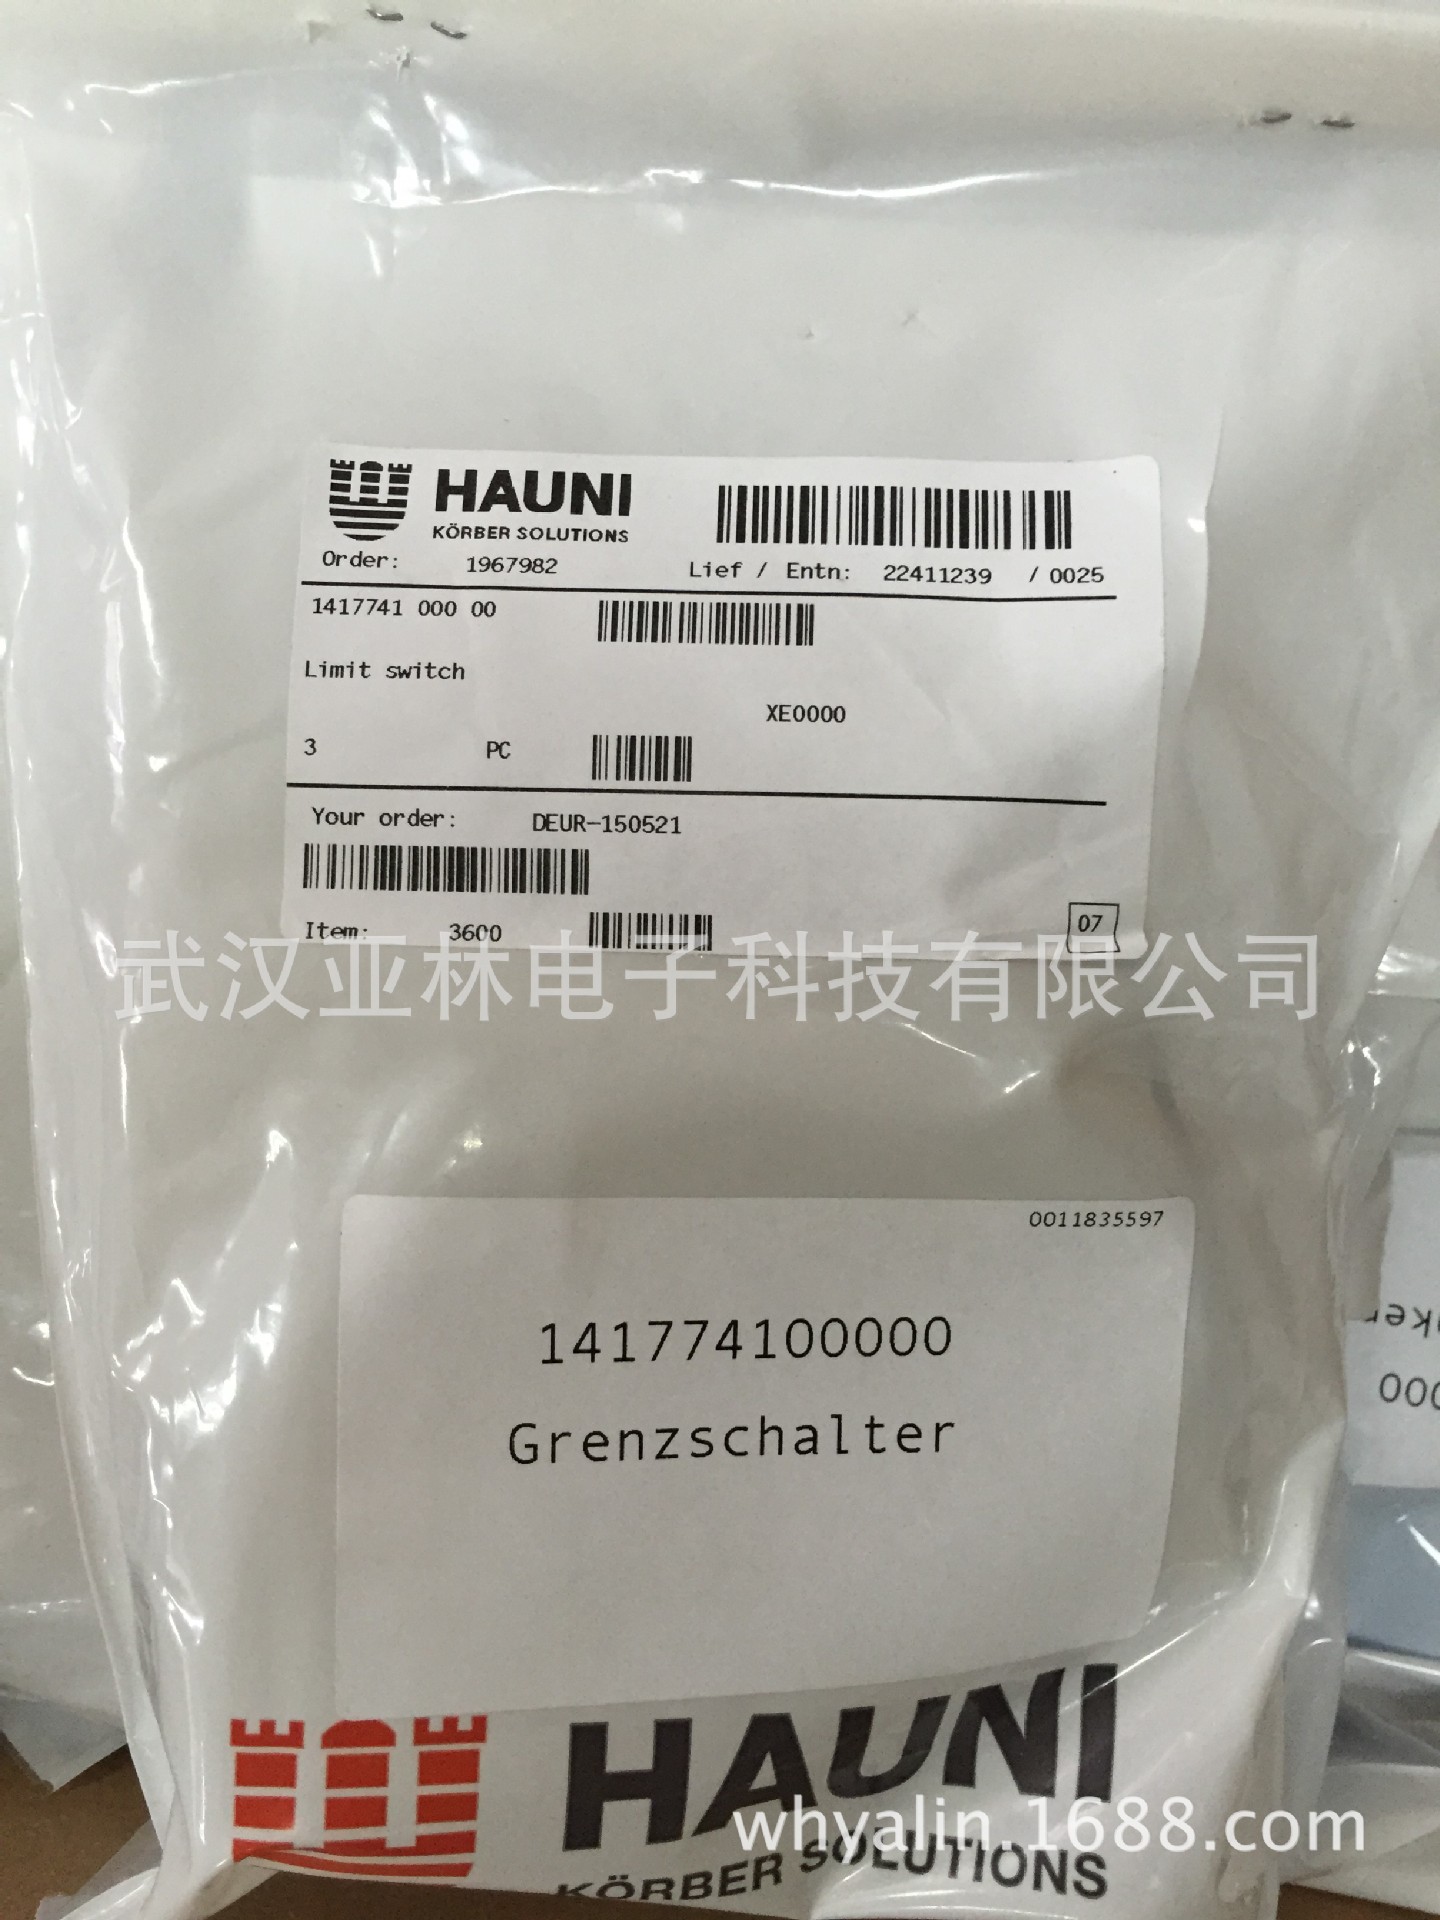 HAUNI
KÖRBER SOLUTIONS
Order: 1967982 Lief / Entn: 22411239 / 0025
1417741 000 00
Limit switch
XE0000
3 PC
Your order: DEUR-150521
Item: 3600
07
武汉亚林电子科技有限公司
0011835597
141774100000
Grenzschalter
HAUNI
KÖRBER SOLUTIONS
whyalin.1688.com